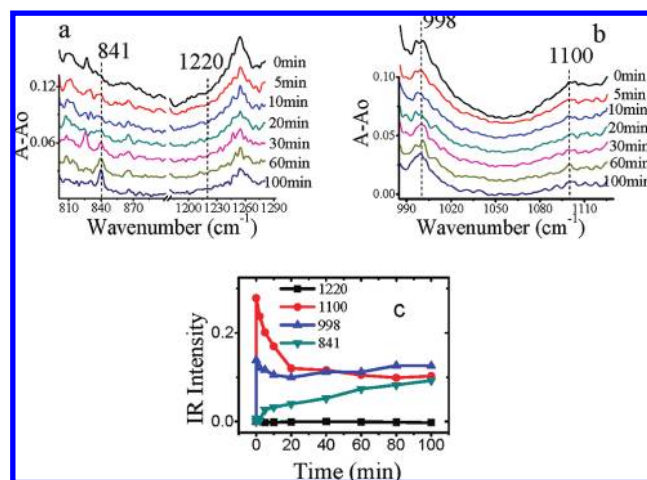 a
841
1220
0min
5min
10min
20min
30min
60min
100min
0.12
0.06
A-Ao
810 840 870 1200 1230 1260 1290
Wavenumber (cm-1)
b
998
1100
0min
5min
10min
20min
30min
60min
100min
0.10
0.05
0.00
A-Ao
990 1020 1050 1080 1110
Wavenumber (cm-1)
c
1220
1100
998
841
0.2
0.0
IR Intensity
0 20 40 60 80 100
Time (min)